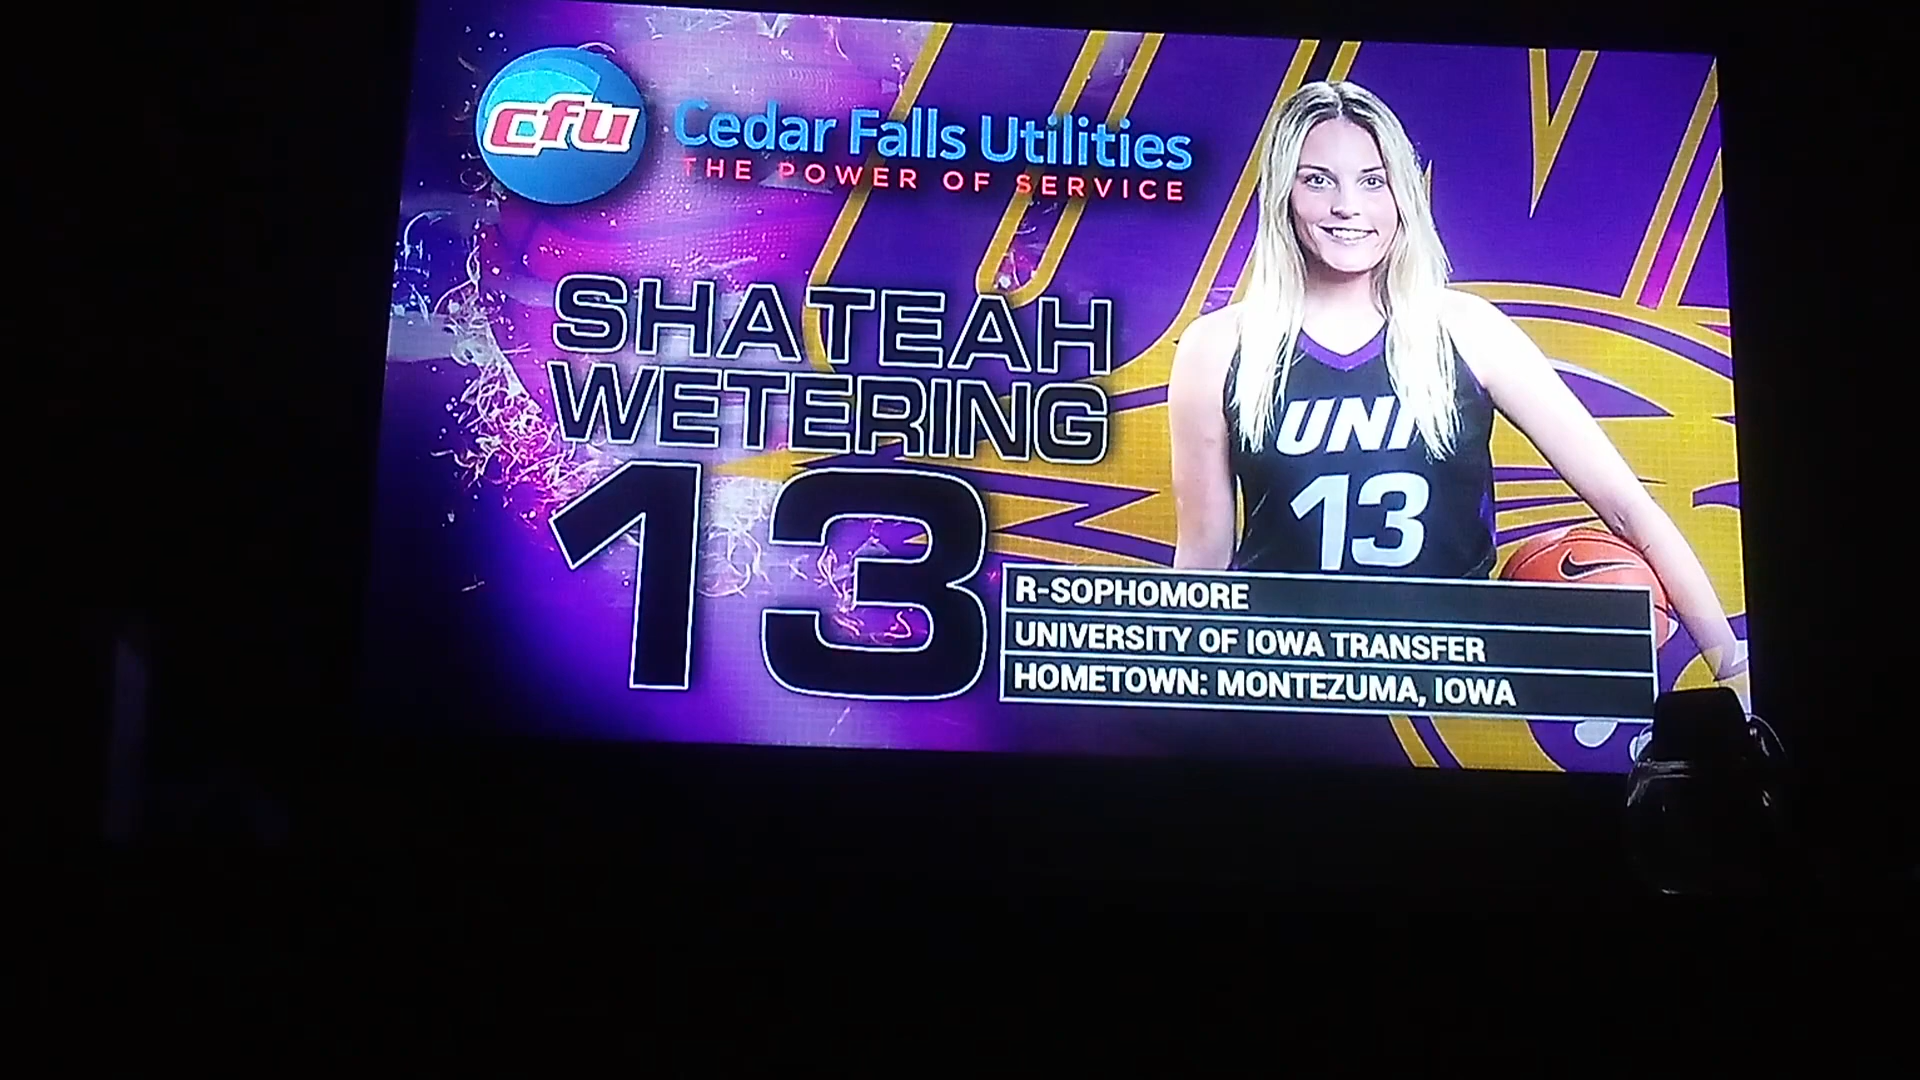 cfu
Cedar Falls Utilities
THE POWER OF SERVICE
SHATEAH
WETERING
13
UNI
13
R-SOPHOMORE
UNIVERSITY OF IOWA TRANSFER
HOMETOWN: MONTEZUMA, IOWA